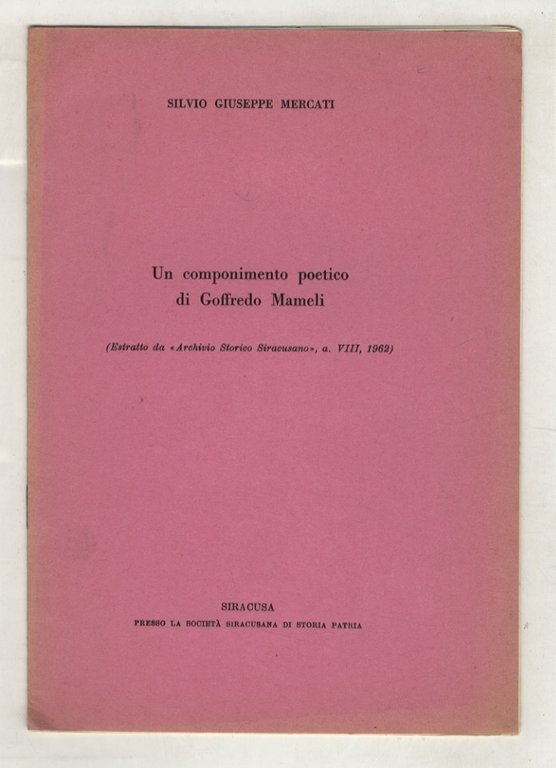 SILVIO GIUSEPPE MERCATI
Un componimento poetico
di Goffredo Mameli
(Estratto da «Archivio Storico Siracusano», a. VIII, 1962)
SIRACUSA
PRESSO LA SOCIETÀ SIRACUSANA DI STORIA PATRIA